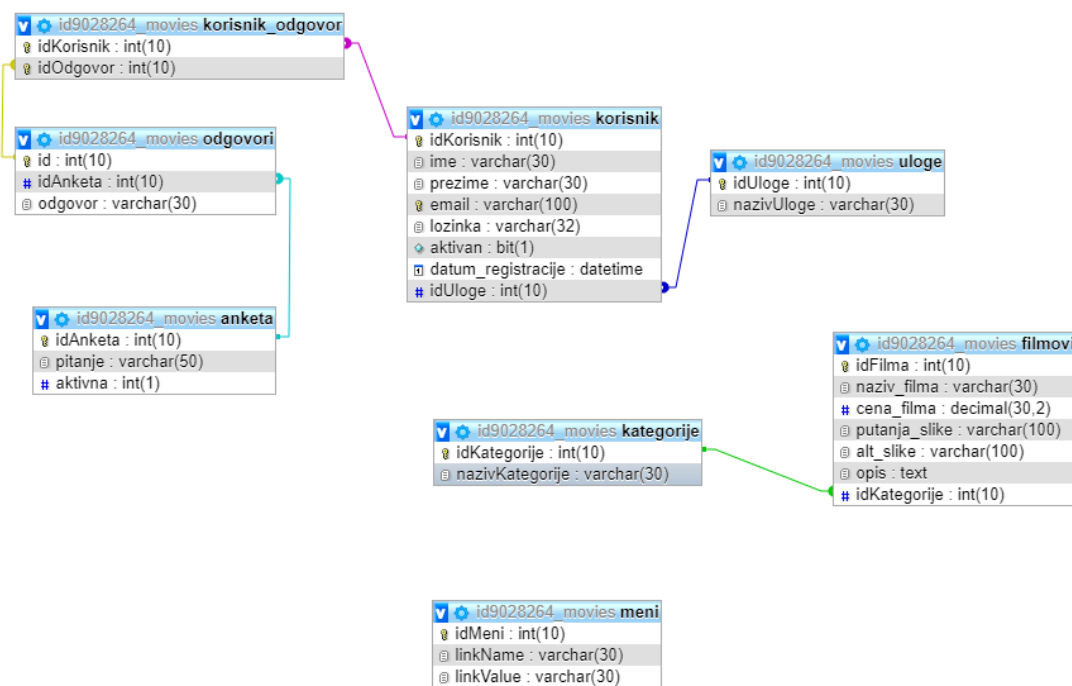 id9028264_movies korisnik_odgovor
idKorisnik : int(10)
idOdgovor : int(10)
id9028264_movies odgovori
id : int(10)
idAnketa : int(10)
odgovor : varchar(30)
id9028264_movies anketa
idAnketa : int(10)
pitanje : varchar(50)
aktivna : int(1)
id9028264_movies korisnik
idKorisnik : int(10)
ime : varchar(30)
prezime : varchar(30)
email : varchar(100)
lozinka : varchar(32)
aktivan : bit(1)
datum_registracije : datetime
idUloge : int(10)
id9028264_movies uloge
idUloge : int(10)
nazivUloge : varchar(30)
id9028264_movies filmovi
idFilma : int(10)
naziv_filma : varchar(30)
cena_filma : decimal(30,2)
putanja_slike : varchar(100)
alt_slike : varchar(100)
opis : text
idKategorije : int(10)
id9028264_movies kategorije
idKategorije : int(10)
nazivKategorije : varchar(30)
id9028264_movies meni
idMeni : int(10)
linkName : varchar(30)
linkValue : varchar(30)